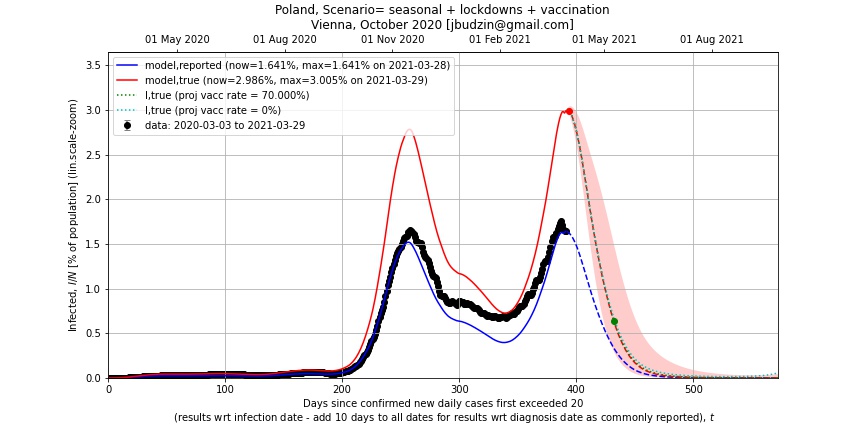 Poland, Scenario= seasonal + lockdowns + vaccination
Vienna, October 2020 [jbudzin@gmail.com]
01 May 2020 01 Aug 2020 01 Nov 2020 01 Feb 2021 01 May 2021 01 Aug 2021
model,reported (now=1.641%, max=1.641% on 2021-03-28)
model,true (now=2.986%, max=3.005% on 2021-03-29)
I,true (proj vacc rate = 70.000%)
I,true (proj vacc rate = 0%)
data: 2020-03-03 to 2021-03-29
Infected, I/N [% of population] (lin.scale-zoom)
3.5
3.0
2.5
2.0
1.5
1.0
0.5
0.0
0 100 200 300 400 500
Days since confirmed new daily cases first exceeded 20
(results wrt infection date - add 10 days to all dates for results wrt diagnosis date as commonly reported), t